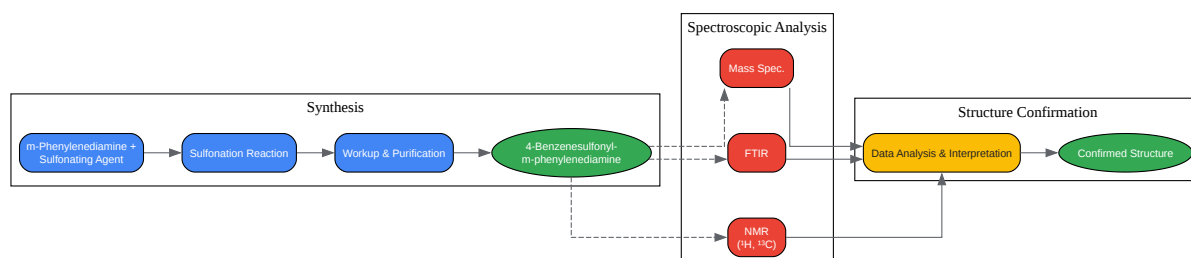 Spectroscopic Analysis
Mass Spec.
Synthesis
Structure Confirmation
m-Phenylenediamine +
Sulfonating Agent
Sulfonation Reaction
Workup & Purification
4-Benzenesulfonyl-
m-phenylenediamine
FTIR
Data Analysis & Interpretation
Confirmed Structure
NMR
(¹H, ¹³C)